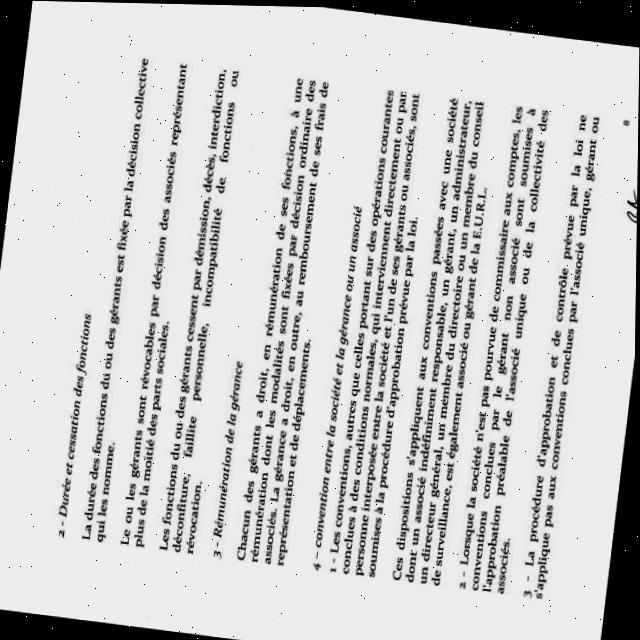 2 - Durée et cessation des fonctions
La durée des fonctions du ou des gérants est fixée par la décision collective
qui les nomme.
Le ou les gérants sont révocables par décision des associés représentant
plus de la moitié des parts sociales.
Les fonctions du ou des gérants cessent par démission, décès, interdiction,
déconfiture, faillite personnelle, incompatibilité de fonctions ou
révocation.
3 - Rémunération de la gérance
Chacun des gérants a droit, en rémunération de ses fonctions, à une
rémunération dont les modalités sont fixées par décision ordinaire des
associés. La gérance a droit, en outre, au remboursement de ses frais de
représentation et de déplacements.
4 – convention entre la société et la gérance ou un associé
1 - Les conventions, autres que celles portant sur des opérations courantes
conclues à des conditions normales, qui interviennent directement ou par
personne interposée entre la société et l'un de ses gérants ou associés, sont
soumises à la procédure d'approbation prévue par la loi.
Ces dispositions s'appliquent aux conventions passées avec une société
dont un associé indéfiniment responsable, un gérant, un administrateur,
un directeur général, un membre du directoire ou un membre du conseil
de surveillance, est également associé ou gérant de la E.U.R.L.
2 - Lorsque la société n'est pas pourvue de commissaire aux comptes, les
conventions conclues par le gérant non associé sont soumises à
l'approbation préalable de l'associé unique ou de la collectivité des
associés.
3 - La procédure d'approbation et de contrôle prévue par la loi ne
s'applique pas aux conventions conclues par l'associé unique, gérant ou
8